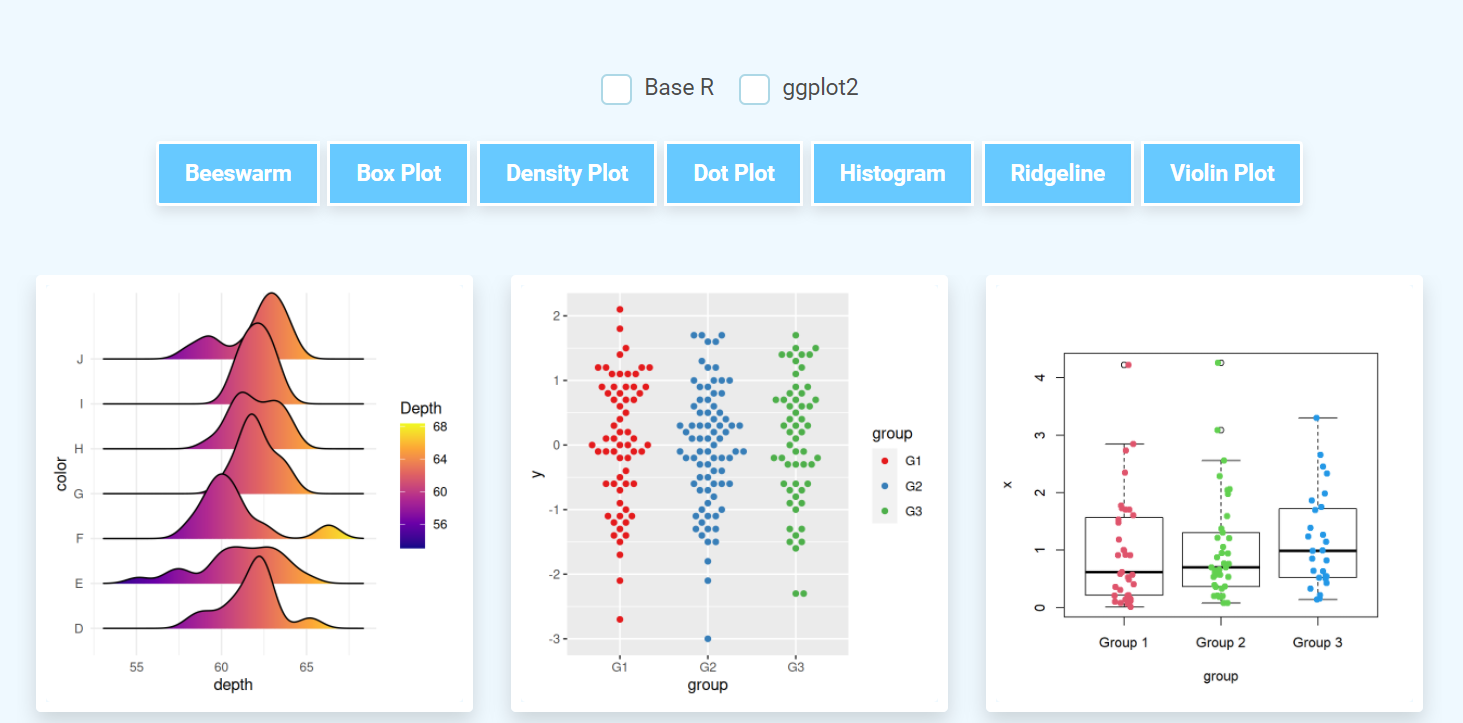 Base R ggplot2
Beeswarm Box Plot Density Plot Dot Plot Histogram Ridgeline Violin Plot
color
J
I
H
G
F
E
D
55 60 65
depth
Depth
68
64
60
56
y
2
1
0
-1
-2
-3
G1 G2 G3
group
group
G1
G2
G3
x
4
3
2
1
0
Group 1 Group 2 Group 3
group